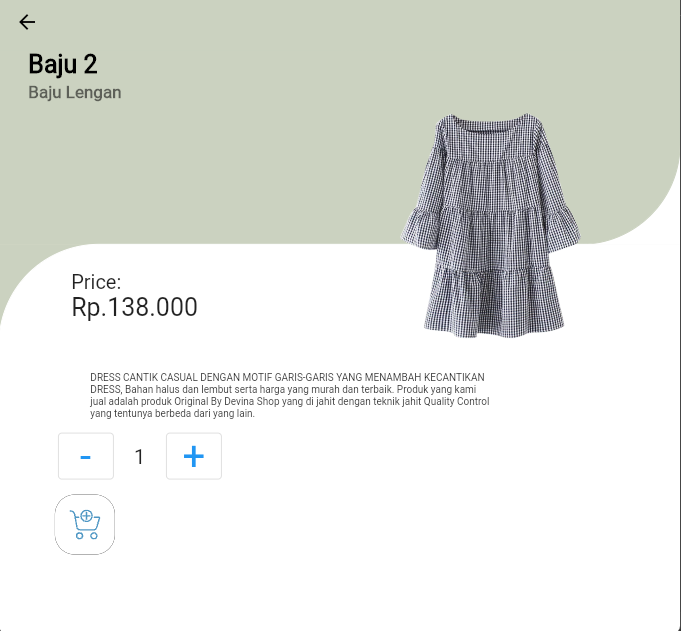 Baju 2
Baju Lengan
Price:
Rp.138.000
DRESS CANTIK CASUAL DENGAN MOTIF GARIS-GARIS YANG MENAMBAH KECANTIKAN
DRESS, Bahan halus dan lembut serta harga yang murah dan terbaik. Produk yang kami
jual adalah produk Original By Devina Shop yang di jahit dengan teknik jahit Quality Control
yang tentunya berbeda dari yang lain.
- 1 +